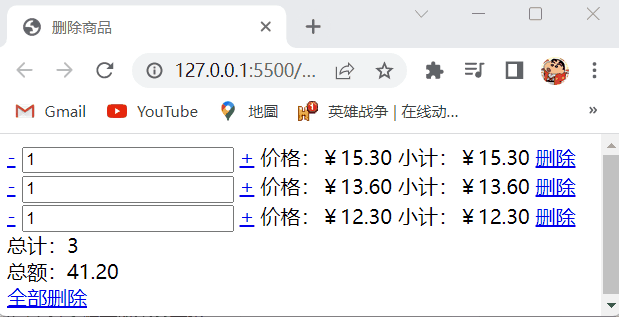 删除商品
127.0.0.1:5500/...
Gmail YouTube 地圖 英雄战争 | 在线动... »
- 1 + 价格：￥15.30 小计：￥15.30 删除
- 1 + 价格：￥13.60 小计：￥13.60 删除
- 1 + 价格：￥12.30 小计：￥12.30 删除
总计：3
总额：41.20
全部删除